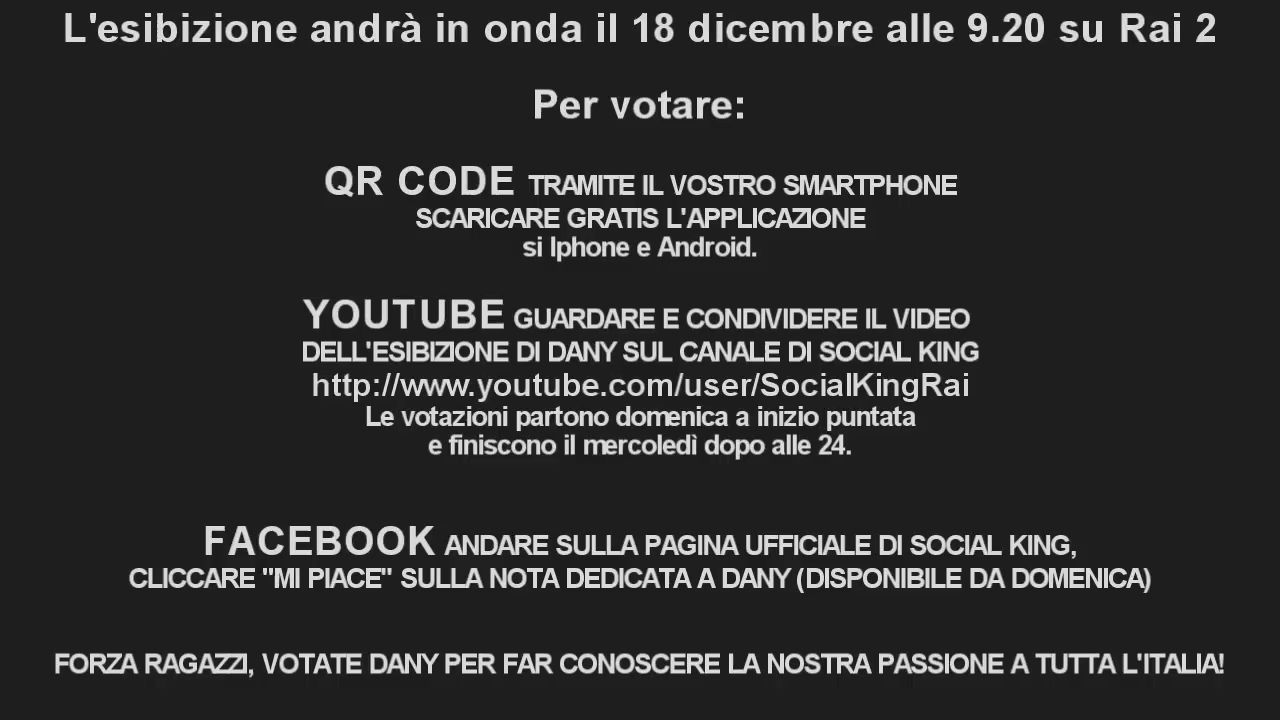 L'esibizione andrà in onda il 18 dicembre alle 9.20 su Rai 2
Per votare:
QR CODE TRAMITE IL VOSTRO SMARTPHONE
SCARICARE GRATIS L'APPLICAZIONE
si Iphone e Android.
YOUTUBE GUARDARE E CONDIVIDERE IL VIDEO
DELL'ESIBIZIONE DI DANY SUL CANALE DI SOCIAL KING
http://www.youtube.com/user/SocialKingRai
Le votazioni partono domenica a inizio puntata
e finiscono il mercoledì dopo alle 24.
FACEBOOK ANDARE SULLA PAGINA UFFICIALE DI SOCIAL KING,
CLICCARE "MI PIACE" SULLA NOTA DEDICATA A DANY (DISPONIBILE DA DOMENICA)
FORZA RAGAZZI, VOTATE DANY PER FAR CONOSCERE LA NOSTRA PASSIONE A TUTTA L'ITALIA!